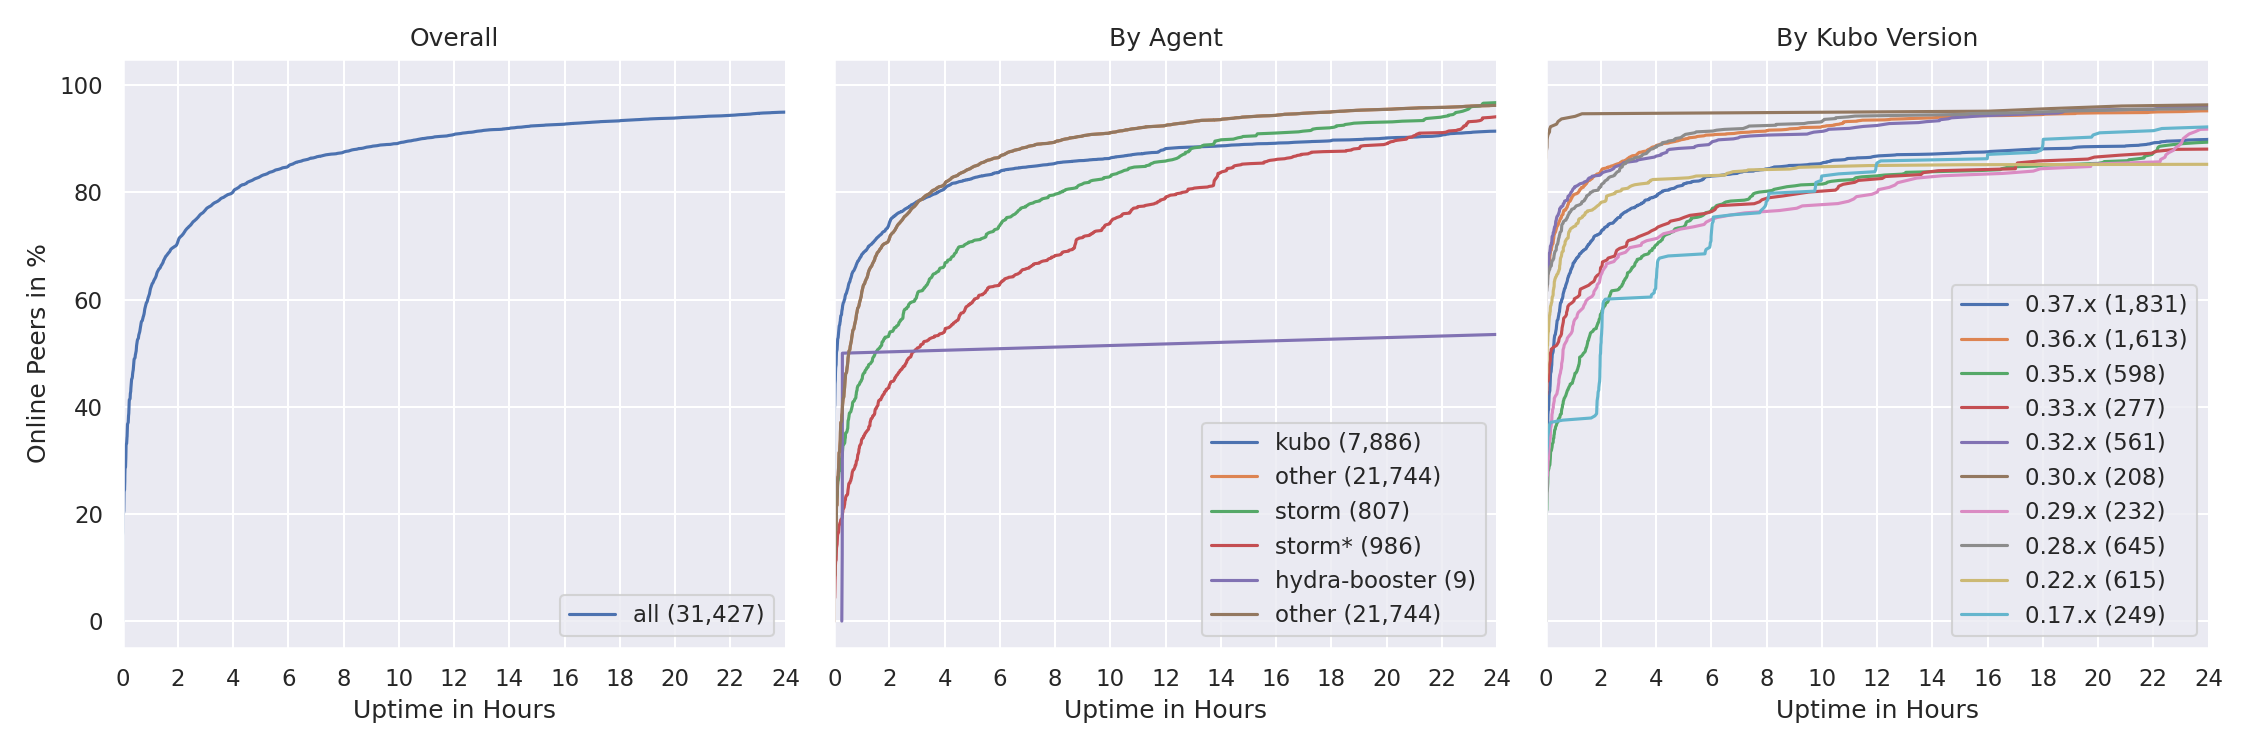 Overall
By Agent
By Kubo Version
Online Peers in %
100
80
60
40
20
0
all (31,427)
kubo (7,886)
other (21,744)
storm (807)
storm* (986)
hydra-booster (9)
other (21,744)
0.37.x (1,831)
0.36.x (1,613)
0.35.x (598)
0.33.x (277)
0.32.x (561)
0.30.x (208)
0.29.x (232)
0.28.x (645)
0.22.x (615)
0.17.x (249)
0 2 4 6 8 10 12 14 16 18 20 22 24
0 2 4 6 8 10 12 14 16 18 20 22 24
0 2 4 6 8 10 12 14 16 18 20 22 24
Uptime in Hours
Uptime in Hours
Uptime in Hours